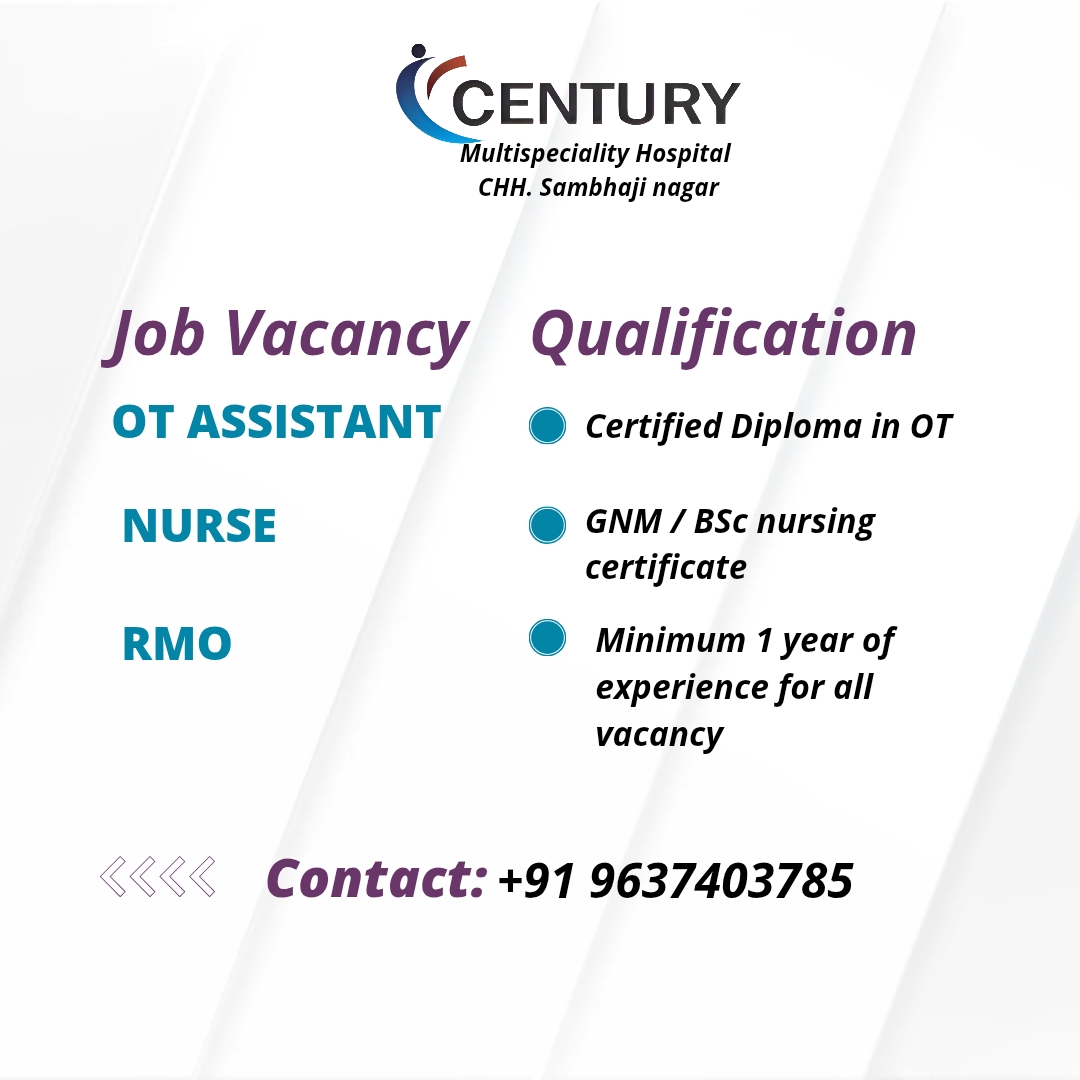 CENTURY
Multispeciality Hospital
CHH. Sambhaji nagar
Job Vacancy
OT ASSISTANT
NURSE
RMO
Qualification
Certified Diploma in OT
GNM / BSc nursing
certificate
Minimum 1 year of
experience for all
vacancy
Contact: +91 9637403785